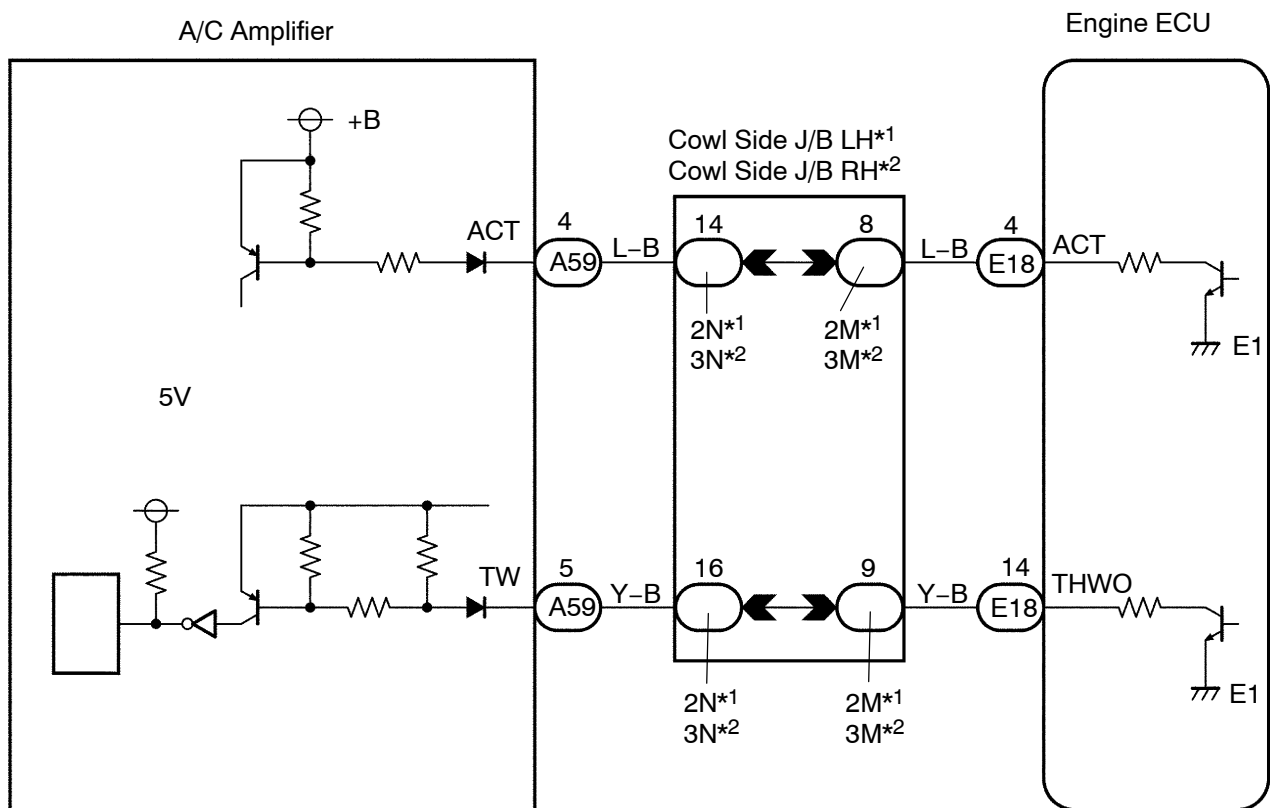 A/C Amplifier
Engine ECU
+B
Cowl Side J/B LH*1
Cowl Side J/B RH*2
ACT
4
A59
L-B
14
8
L-B
4
E18
ACT
2N*1
3N*2
2M*1
3M*2
E1
5V
TW
5
A59
Y-B
16
9
Y-B
14
E18
THWO
2N*1
3N*2
2M*1
3M*2
E1